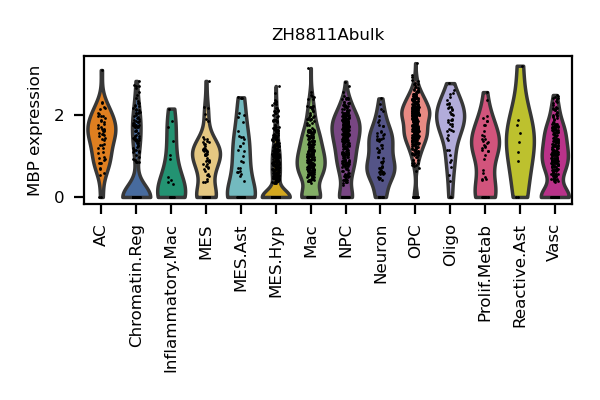 ZH8811Abulk
MBP expression
2
0
AC
Chromatin.Reg
Inflammatory.Mac
MES
MES.Ast
MES.Hyp
Mac
NPC
Neuron
OPC
Oligo
Prolif.Metab
Reactive.Ast
Vasc